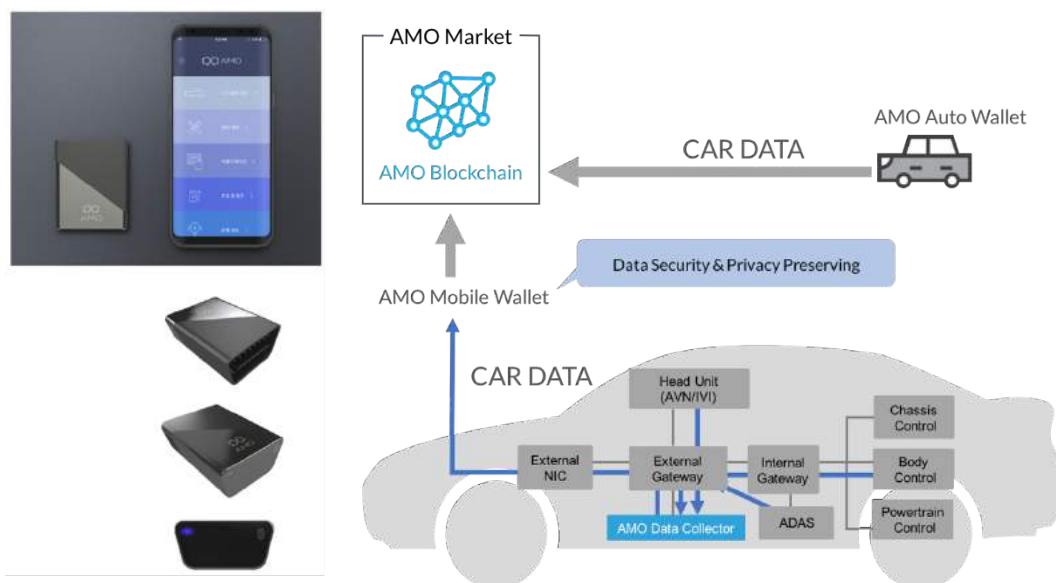 AMO
AMO
AMO
AMO Market
AMO Blockchain
CAR DATA
AMO Auto Wallet
Data Security & Privacy Preserving
AMO Mobile Wallet
CAR DATA
Head Unit
(AVN/IVI)
Chassis
Control
External
NIC
External
Gateway
Internal
Gateway
Body
Control
AMO Data Collector
ADAS
Powertrain
Control